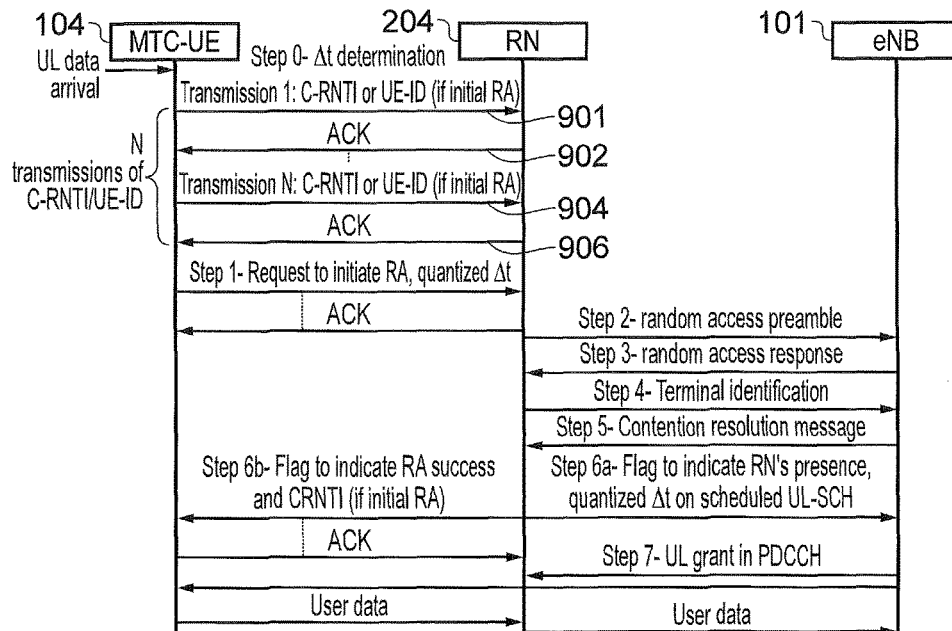 104
MTC-UE
204
RN
101
eNB
UL data
arrival
Step 0- Δt determination
Transmission 1: C-RNTI or UE-ID (if initial RA)
901
ACK
902
N
transmissions of
C-RNTI/UE-ID
Transmission N: C-RNTI or UE-ID (if initial RA)
904
ACK
906
Step 1- Request to initiate RA, quantized Δt
ACK
Step 2- random access preamble
Step 3- random access response
Step 4- Terminal identification
Step 5- Contention resolution message
Step 6b- Flag to indicate RA success
and CRNTI (if initial RA)
Step 6a- Flag to indicate RN's presence,
quantized Δt on scheduled UL-SCH
ACK
Step 7- UL grant in PDCCH
User data
User data